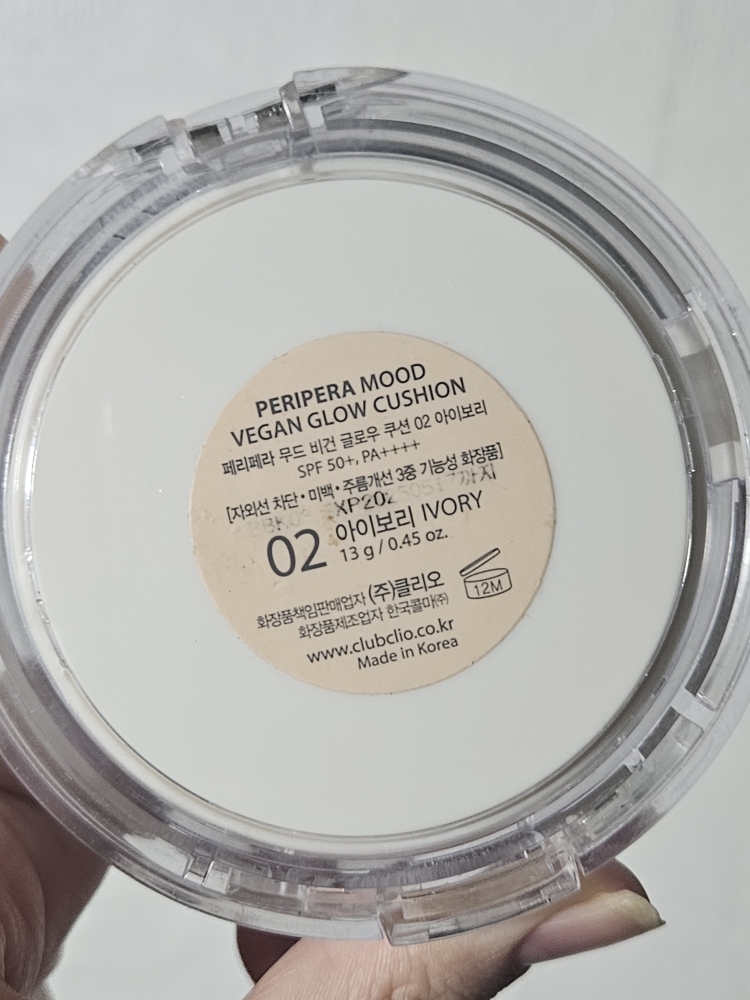 PERIPERA MOOD
VEGAN GLOW CUSHION
페리페라 무드 비건 글로우 쿠션 02 아이보리
SPF 50+, PA++++
[자외선 차단•미백•주름개선 3중 기능성 화장품]
까지
02 아이보리 IVORY
13 g / 0.45 oz.
화장품책임판매업자 (주)클리오
12M
화장품제조업자 한국콜마㈜
www.clubclio.co.kr
Made in Korea